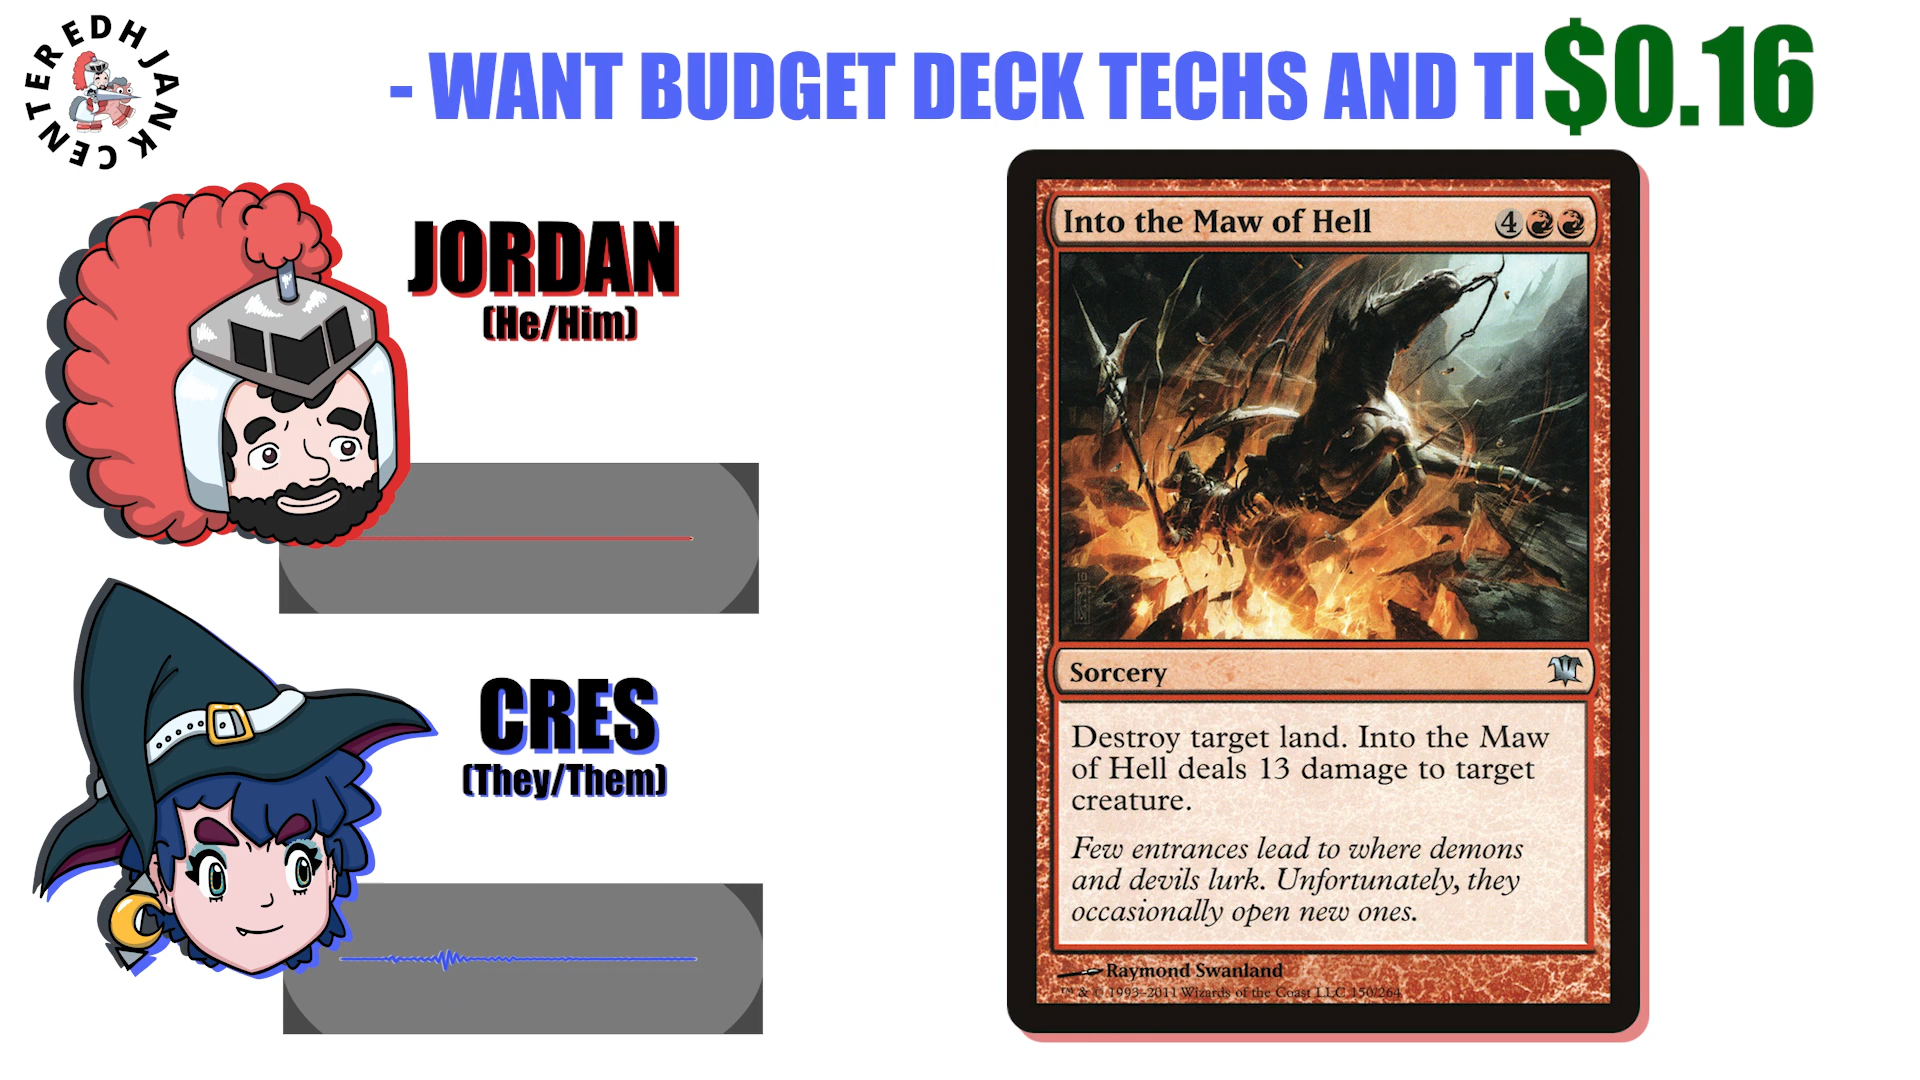 CENTEREDHJANK
- WANT BUDGET DECK TECHS AND TI
$0.16
JORDAN
(He/Him)
CRES
(They/Them)
Into the Maw of Hell 4
Sorcery
Destroy target land. Into the Maw
of Hell deals 13 damage to target
creature.
Few entrances lead to where demons
and devils lurk. Unfortunately, they
occasionally open new ones.
Raymond Swanland
™ & © 1993-2011 Wizards of the Coast LLC 150/264